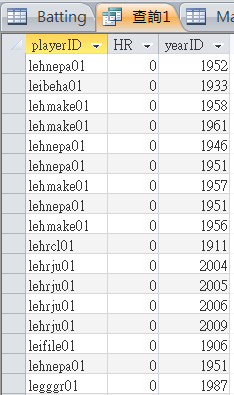 Batting 查詢1 Ma
playerID HR yearID
lehnepa01 0 1952
leibeha01 0 1933
lehmake01 0 1958
lehmake01 0 1961
lehnepa01 0 1946
lehnepa01 0 1951
lehmake01 0 1957
lehnepa01 0 1951
lehmake01 0 1956
lehrcl01 0 1911
lehrju01 0 2004
lehrju01 0 2005
lehrju01 0 2006
lehrju01 0 2009
leifile01 0 1906
lehnepa01 0 1951
legggr01 0 1987